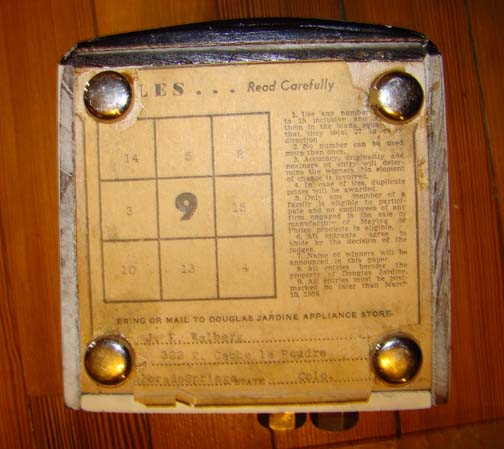 LES . . . Read Carefully
1. Use any number
to 15 inclusive and
them in the blank squares
that they total 27 in any
direction
2. No number can be used
more than once.
3. Accuracy, originality and
neatness of entry will deter-
mine the winners. No element
of chance is involved.
4. In case of ties, duplicate
prizes will be awarded.
5. Only one member of a
family is eligible to partici-
pate and no employees of any
firm engaged in the sale or
manufacture of Maytag or
Philco products is eligible.
6. All entrants agree to
abide by the decision of the
judges.
7. Name of winners will be
announced in this paper.
8. All entries become the
property of Douglas Jardine.
9. All entries must be post-
marked no later than March
15, 1954
14 5 8
3 9 15
10 13 4
BRING OR MAIL TO DOUGLAS JARDINE APPLIANCE STORE.
Walberg
322 E. Cache la Poudre
Springs STATE Colo.